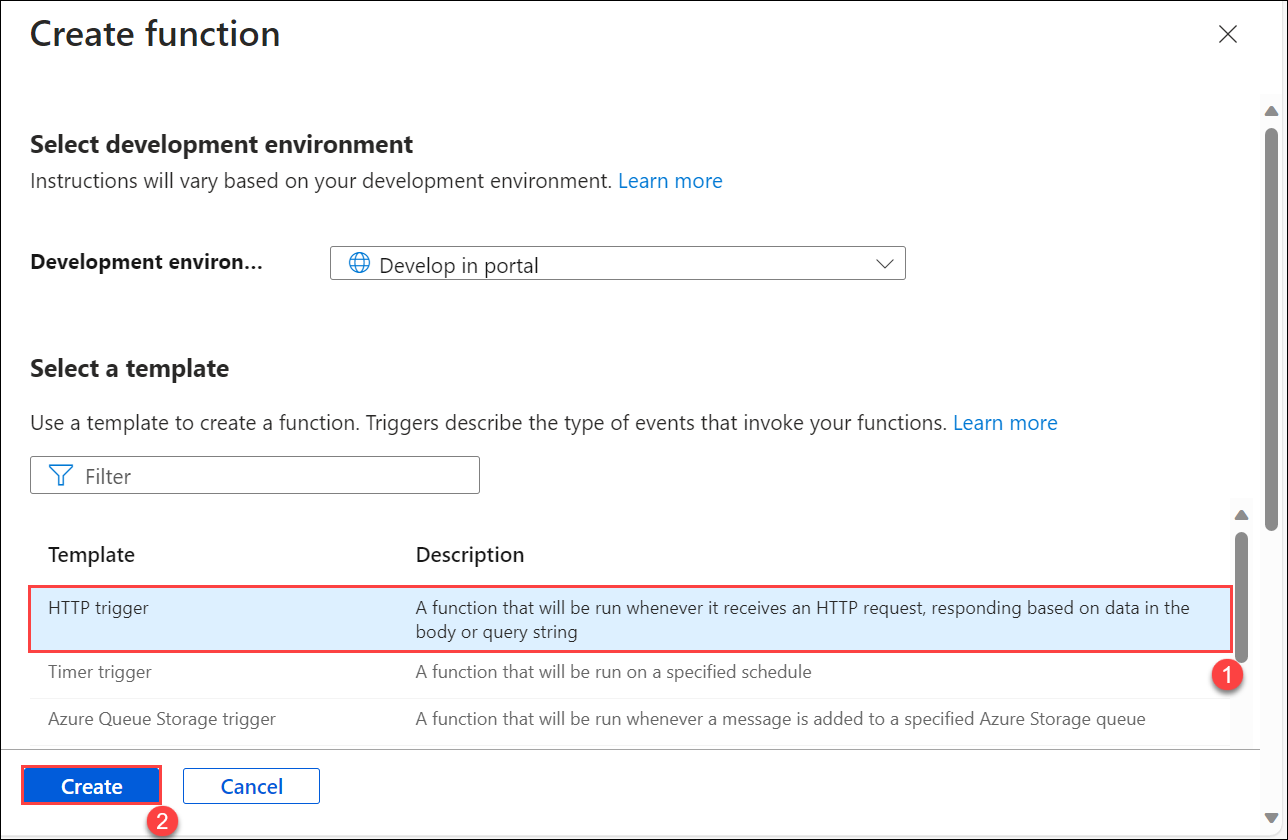 Create function
Select development environment
Instructions will vary based on your development environment. Learn more
Development environ...
Develop in portal
Select a template
Use a template to create a function. Triggers describe the type of events that invoke your functions. Learn more
Filter
Template Description
HTTP trigger A function that will be run whenever it receives an HTTP request, responding based on data in the
body or query string
1
Timer trigger A function that will be run on a specified schedule
Azure Queue Storage trigger A function that will be run whenever a message is added to a specified Azure Storage queue
Create Cancel
2